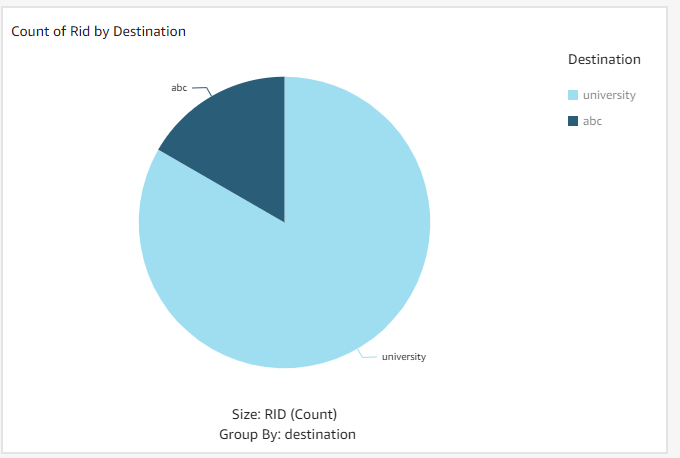 Count of Rid by Destination
Destination
university
abc
abc
university
Size: RID (Count)
Group By: destination